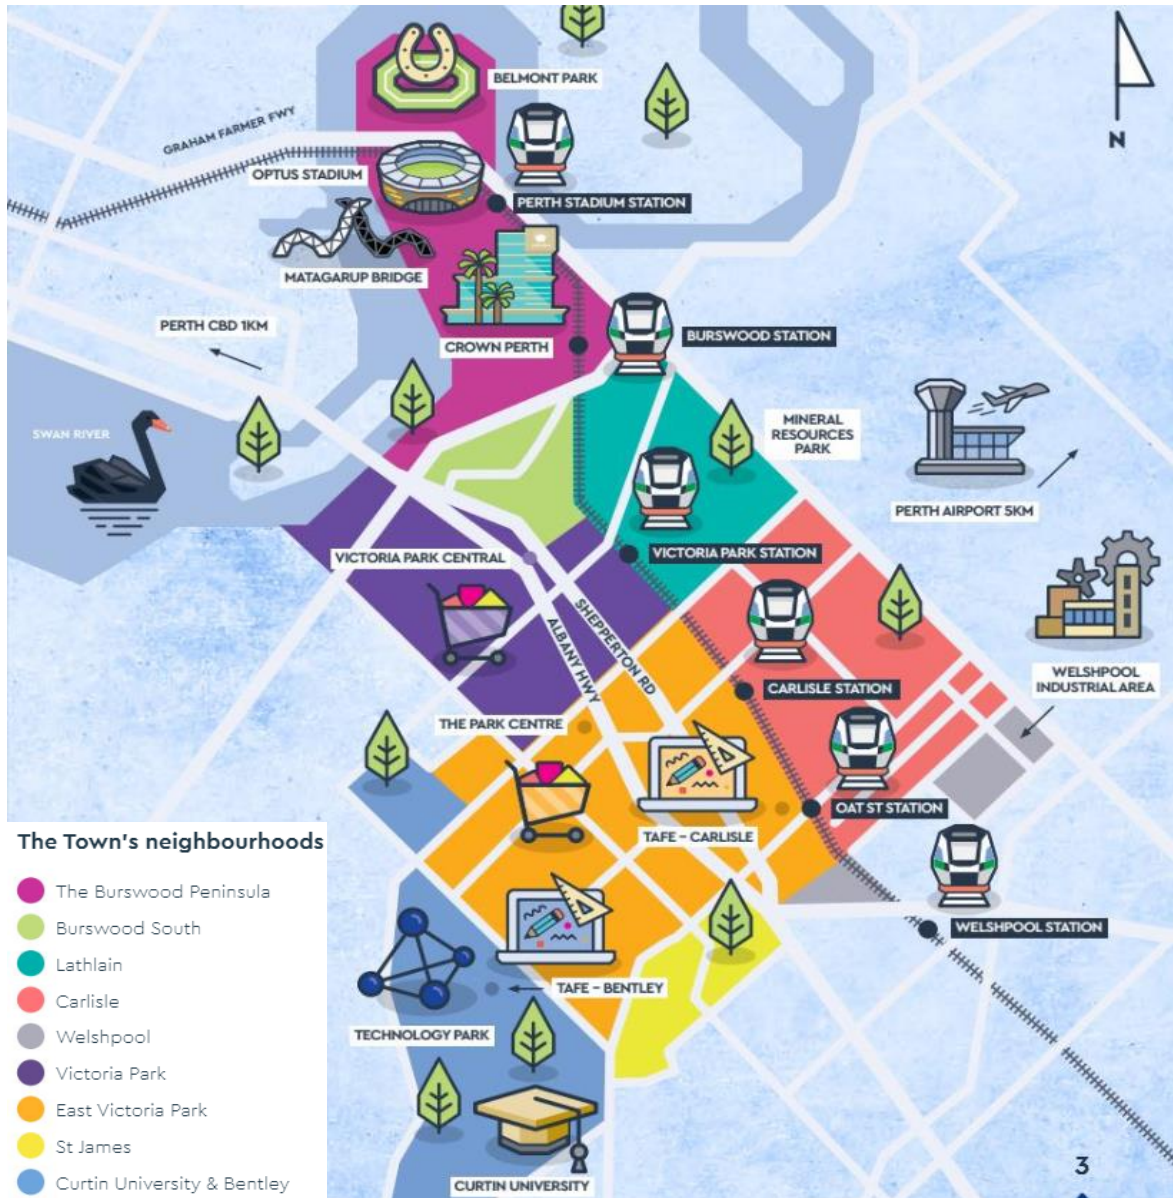 BELMONT PARK
GRAHAM FARMER FWY
OPTUS STADIUM
N
PERTH STADIUM STATION
MATAGARUP BRIDGE
PERTH CBD 1KM
BURSWOOD STATION
CROWN PERTH
SWAN RIVER
MINERAL
RESOURCES
PARK
PERTH AIRPORT 5KM
VICTORIA PARK CENTRAL
VICTORIA PARK STATION
SHEPPERTON RD
ALBANY HWY
WELSHPOOL
INDUSTRIAL AREA
CARLISLE STATION
THE PARK CENTRE
OAT ST STATION
TAFE – CARLISLE
WELSHPOOL STATION
TAFE – BENTLEY
TECHNOLOGY PARK
CURTIN UNIVERSITY
The Town's neighbourhoods
The Burswood Peninsula
Burswood South
Lathlain
Carlisle
Welshpool
Victoria Park
East Victoria Park
St James
Curtin University & Bentley
3